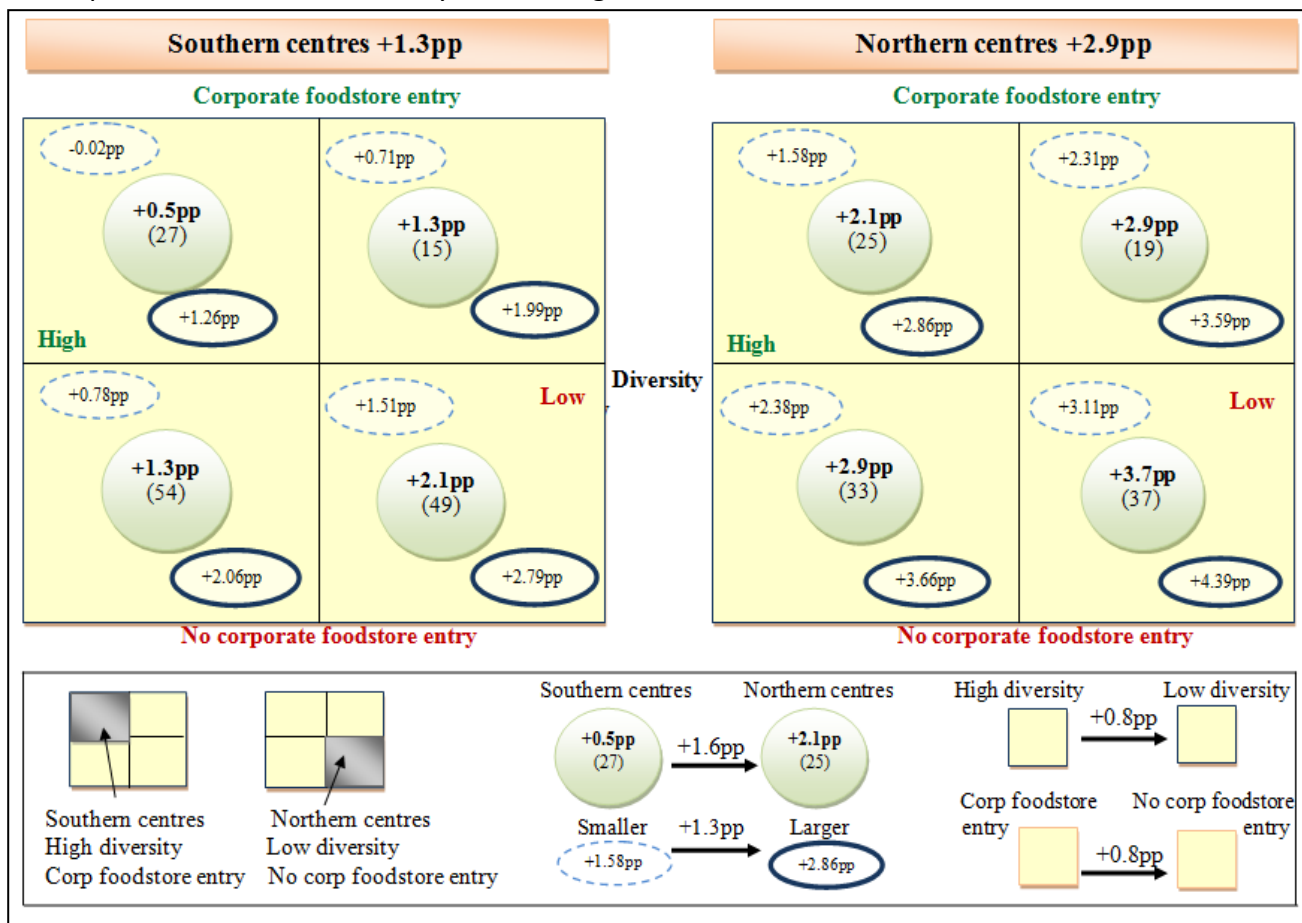 Southern centres +1.3pp
Northern centres +2.9pp
Corporate foodstore entry
Corporate foodstore entry
-0.02pp
+0.71pp
+0.5pp
(27)
+1.3pp
(15)
+1.26pp
+1.99pp
High
+0.78pp
+1.51pp
Low
+1.3pp
(54)
+2.1pp
(49)
+2.06pp
+2.79pp
No corporate foodstore entry
Diversity
+1.58pp
+2.31pp
+2.1pp
(25)
+2.9pp
(19)
+2.86pp
+3.59pp
High
+2.38pp
+3.11pp
Low
+2.9pp
(33)
+3.7pp
(37)
+3.66pp
+4.39pp
No corporate foodstore entry
Southern centres
High diversity
Corp foodstore entry
Northern centres
Low diversity
No corp foodstore entry
Southern centres
Northern centres
+0.5pp
(27)
+1.6pp
+2.1pp
(25)
Smaller
+1.3pp
Larger
+1.58pp
+2.86pp
High diversity
Low diversity
+0.8pp
Corp foodstore
entry
No corp foodstore
entry
+0.8pp